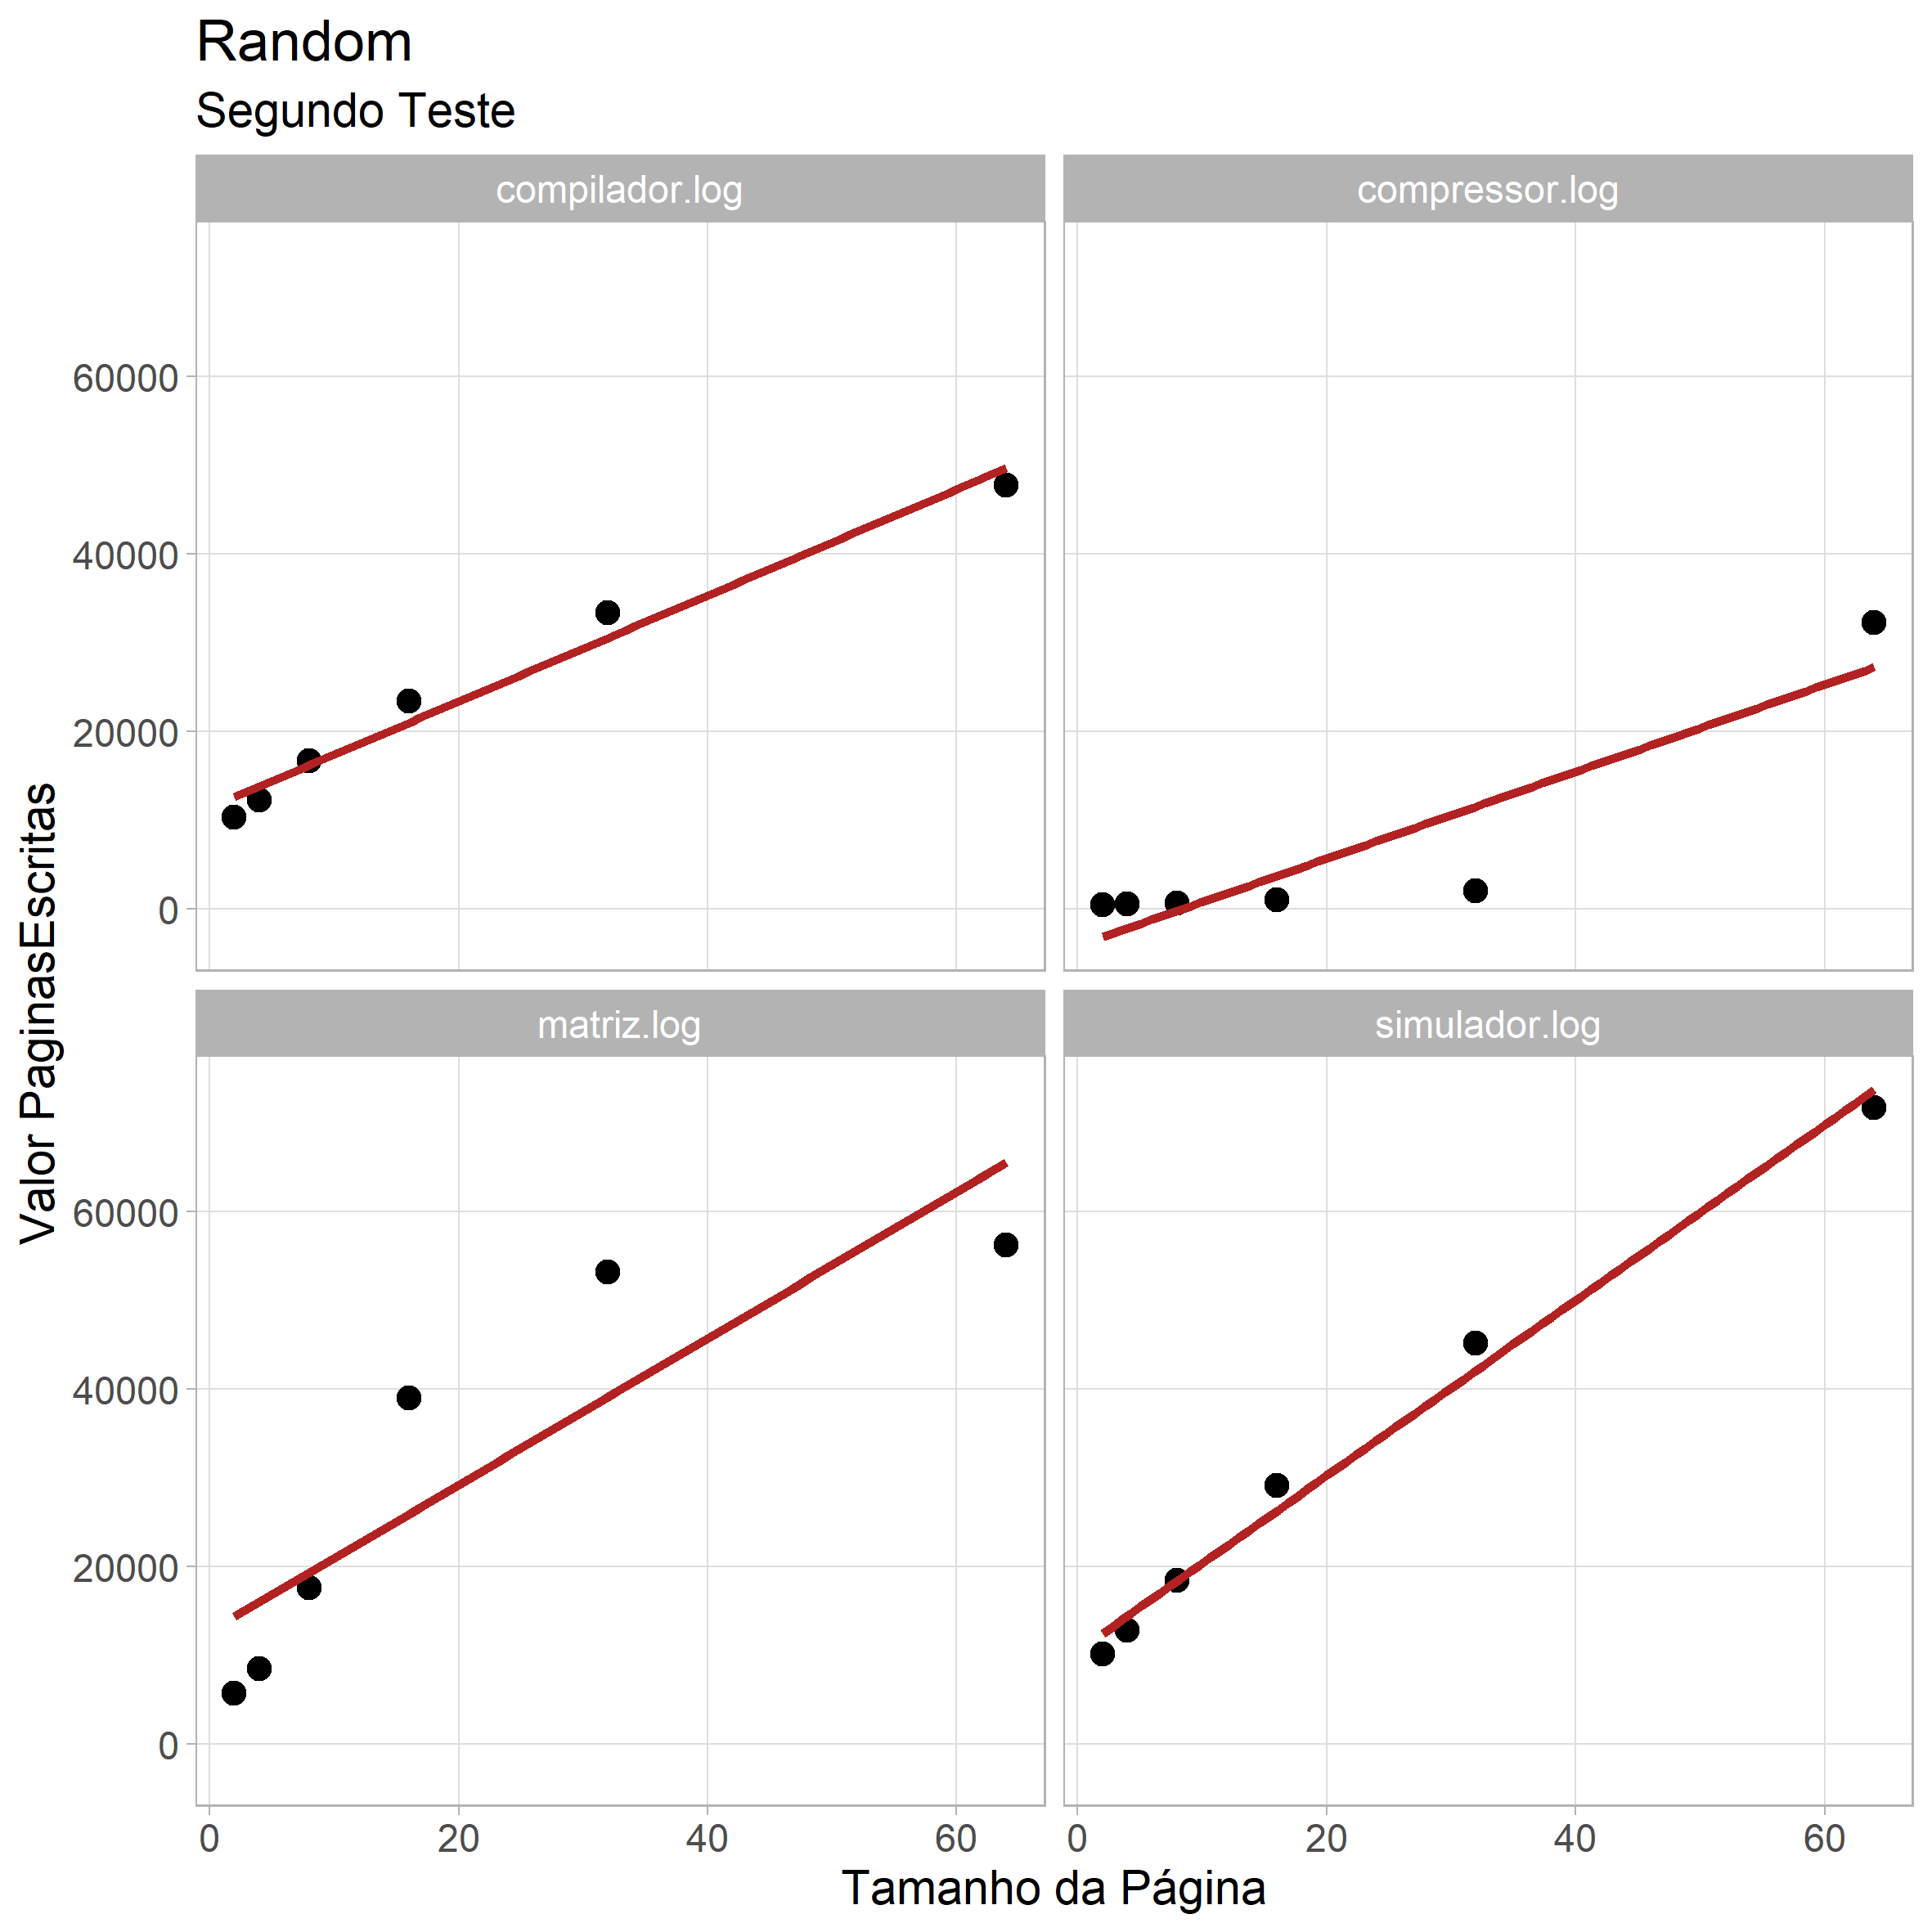 Random
Segundo Teste
compilador.log
compressor.log
60000
40000
20000
0
matriz.log
simulador.log
60000
40000
20000
0
0 20 40 60
0 20 40 60
Tamanho da Página
Valor PaginasEscritas